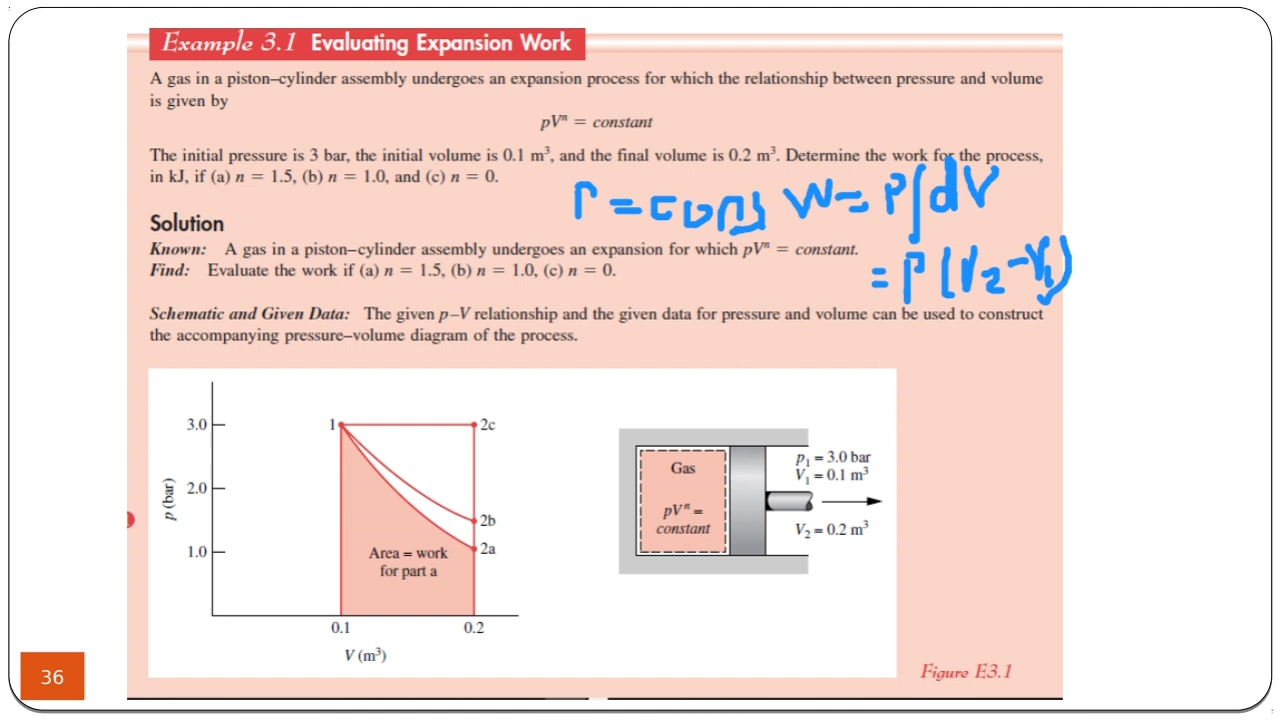 Example 3.1 Evaluating Expansion Work
A gas in a piston–cylinder assembly undergoes an expansion process for which the relationship between pressure and volume
is given by
pVⁿ = constant
The initial pressure is 3 bar, the initial volume is 0.1 m³, and the final volume is 0.2 m³. Determine the work for the process,
in kJ, if (a) n = 1.5, (b) n = 1.0, and (c) n = 0.
P = cons W = P∫dV
= P(V₂-V₁)
Solution
Known: A gas in a piston–cylinder assembly undergoes an expansion for which pVⁿ = constant.
Find: Evaluate the work if (a) n = 1.5, (b) n = 1.0, (c) n = 0.
Schematic and Given Data: The given p–V relationship and the given data for pressure and volume can be used to construct
the accompanying pressure–volume diagram of the process.
3.0
2.0
1.0
p (bar)
1
2c
2b
2a
Area = work
for part a
0.1
0.2
V (m³)
Gas
pVⁿ =
constant
p₁ = 3.0 bar
V₁ = 0.1 m³
V₂ = 0.2 m³
Figure E3.1
36